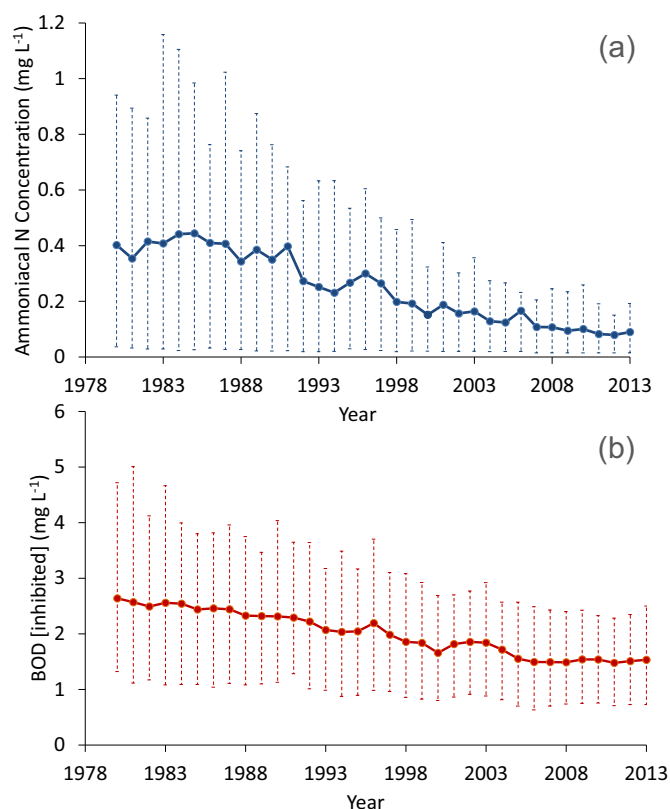 (a)
Ammoniacal N Concentration (mg L-1)
1.2
1
0.8
0.6
0.4
0.2
0
1978 1983 1988 1993 1998 2003 2008 2013
Year
(b)
BOD [inhibited] (mg L-1)
6
5
4
3
2
1
0
1978 1983 1988 1993 1998 2003 2008 2013
Year